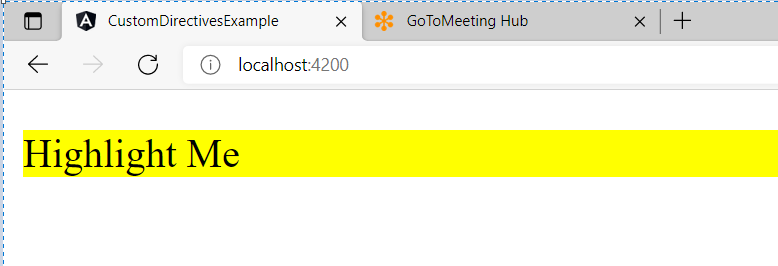 CustomDirectivesExample
GoToMeeting Hub
localhost:4200
Highlight Me